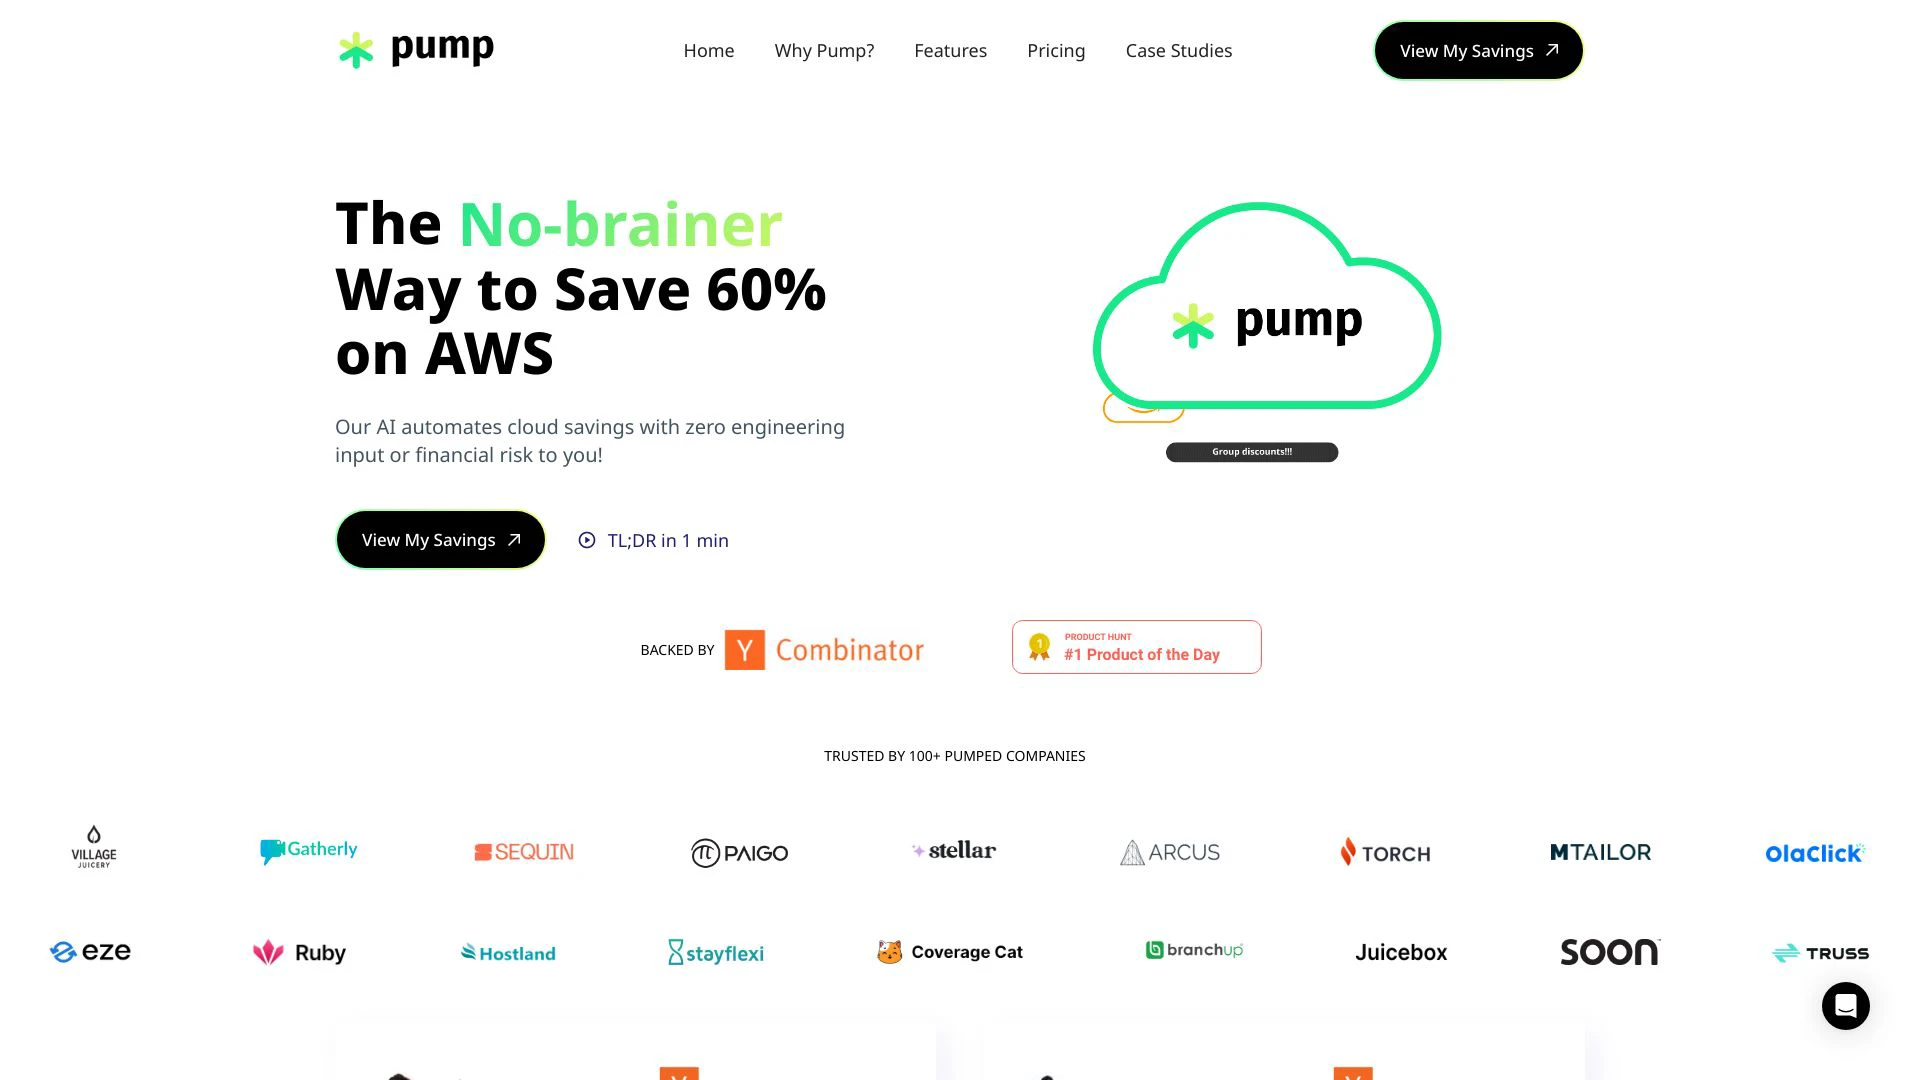 pump
Home
Why Pump?
Features
Pricing
Case Studies
View My Savings
The No-brainer
Way to Save 60%
on AWS
Our AI automates cloud savings with zero engineering
input or financial risk to you!
View My Savings
TL;DR in 1 min
pump
Group discounts!!!
BACKED BY Y Combinator
1
PRODUCT HUNT
#1 Product of the Day
TRUSTED BY 100+ PUMPED COMPANIES
VILLAGE
JUICERY
Gatherly
SEQUIN
PAIGO
stellar
ARCUS
TORCH
MTAILOR
OlaClick
eze
Ruby
Hostland
stayflexi
Coverage Cat
branchup
Juicebox
soon
TRUSS